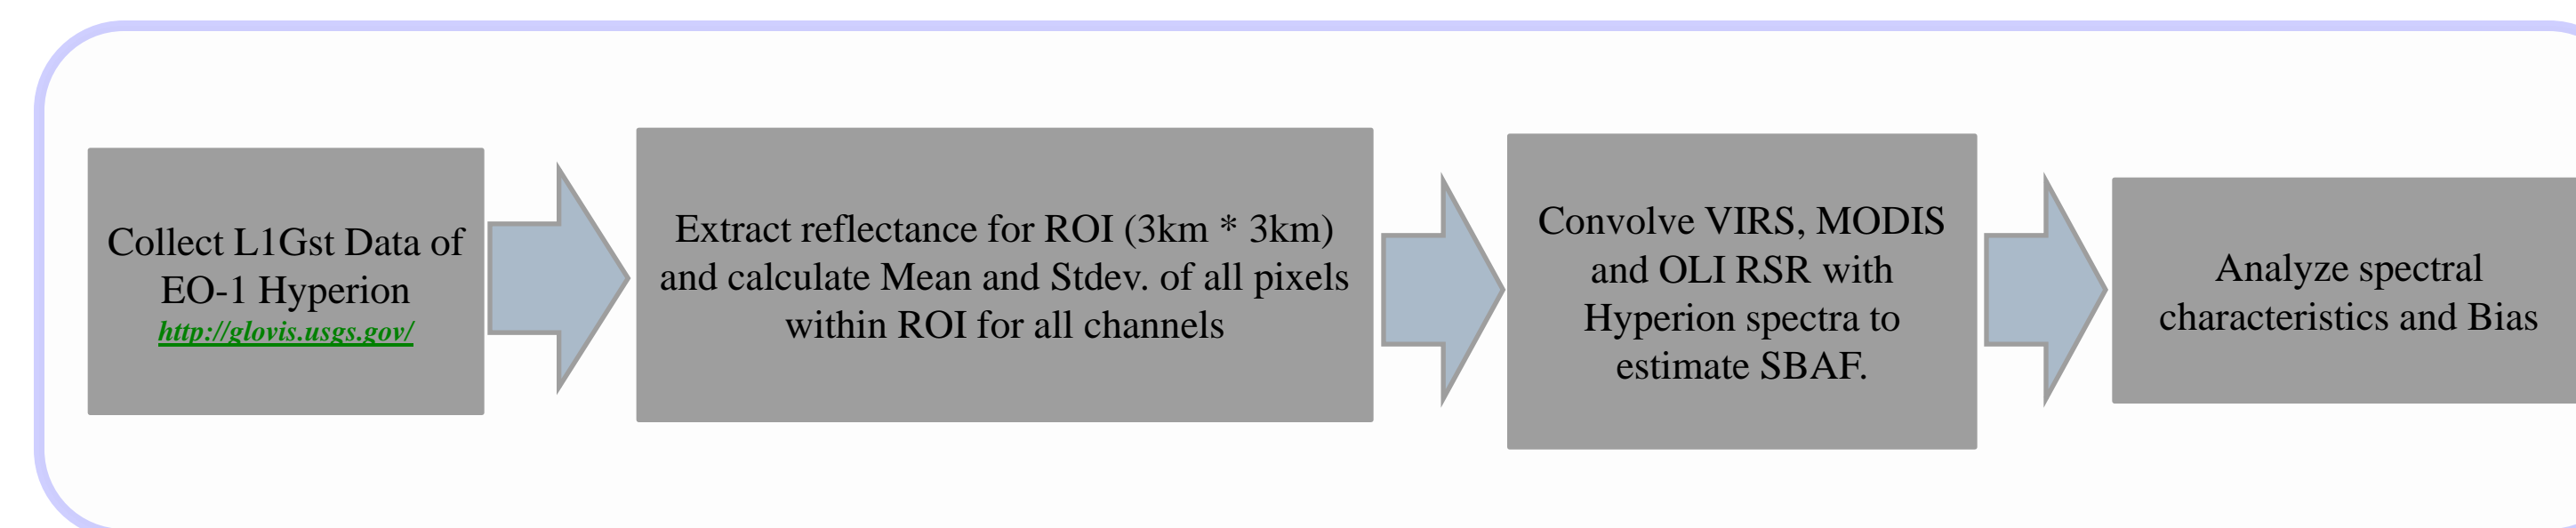 Collect L1Gst Data of
EO-1 Hyperion
http://glovis.usgs.gov/
Extract reflectance for ROI (3km * 3km)
and calculate Mean and Stdev. of all pixels
within ROI for all channels
Convolve VIRS, MODIS
and OLI RSR with
Hyperion spectra to
estimate SBAF.
Analyze spectral
characteristics and Bias